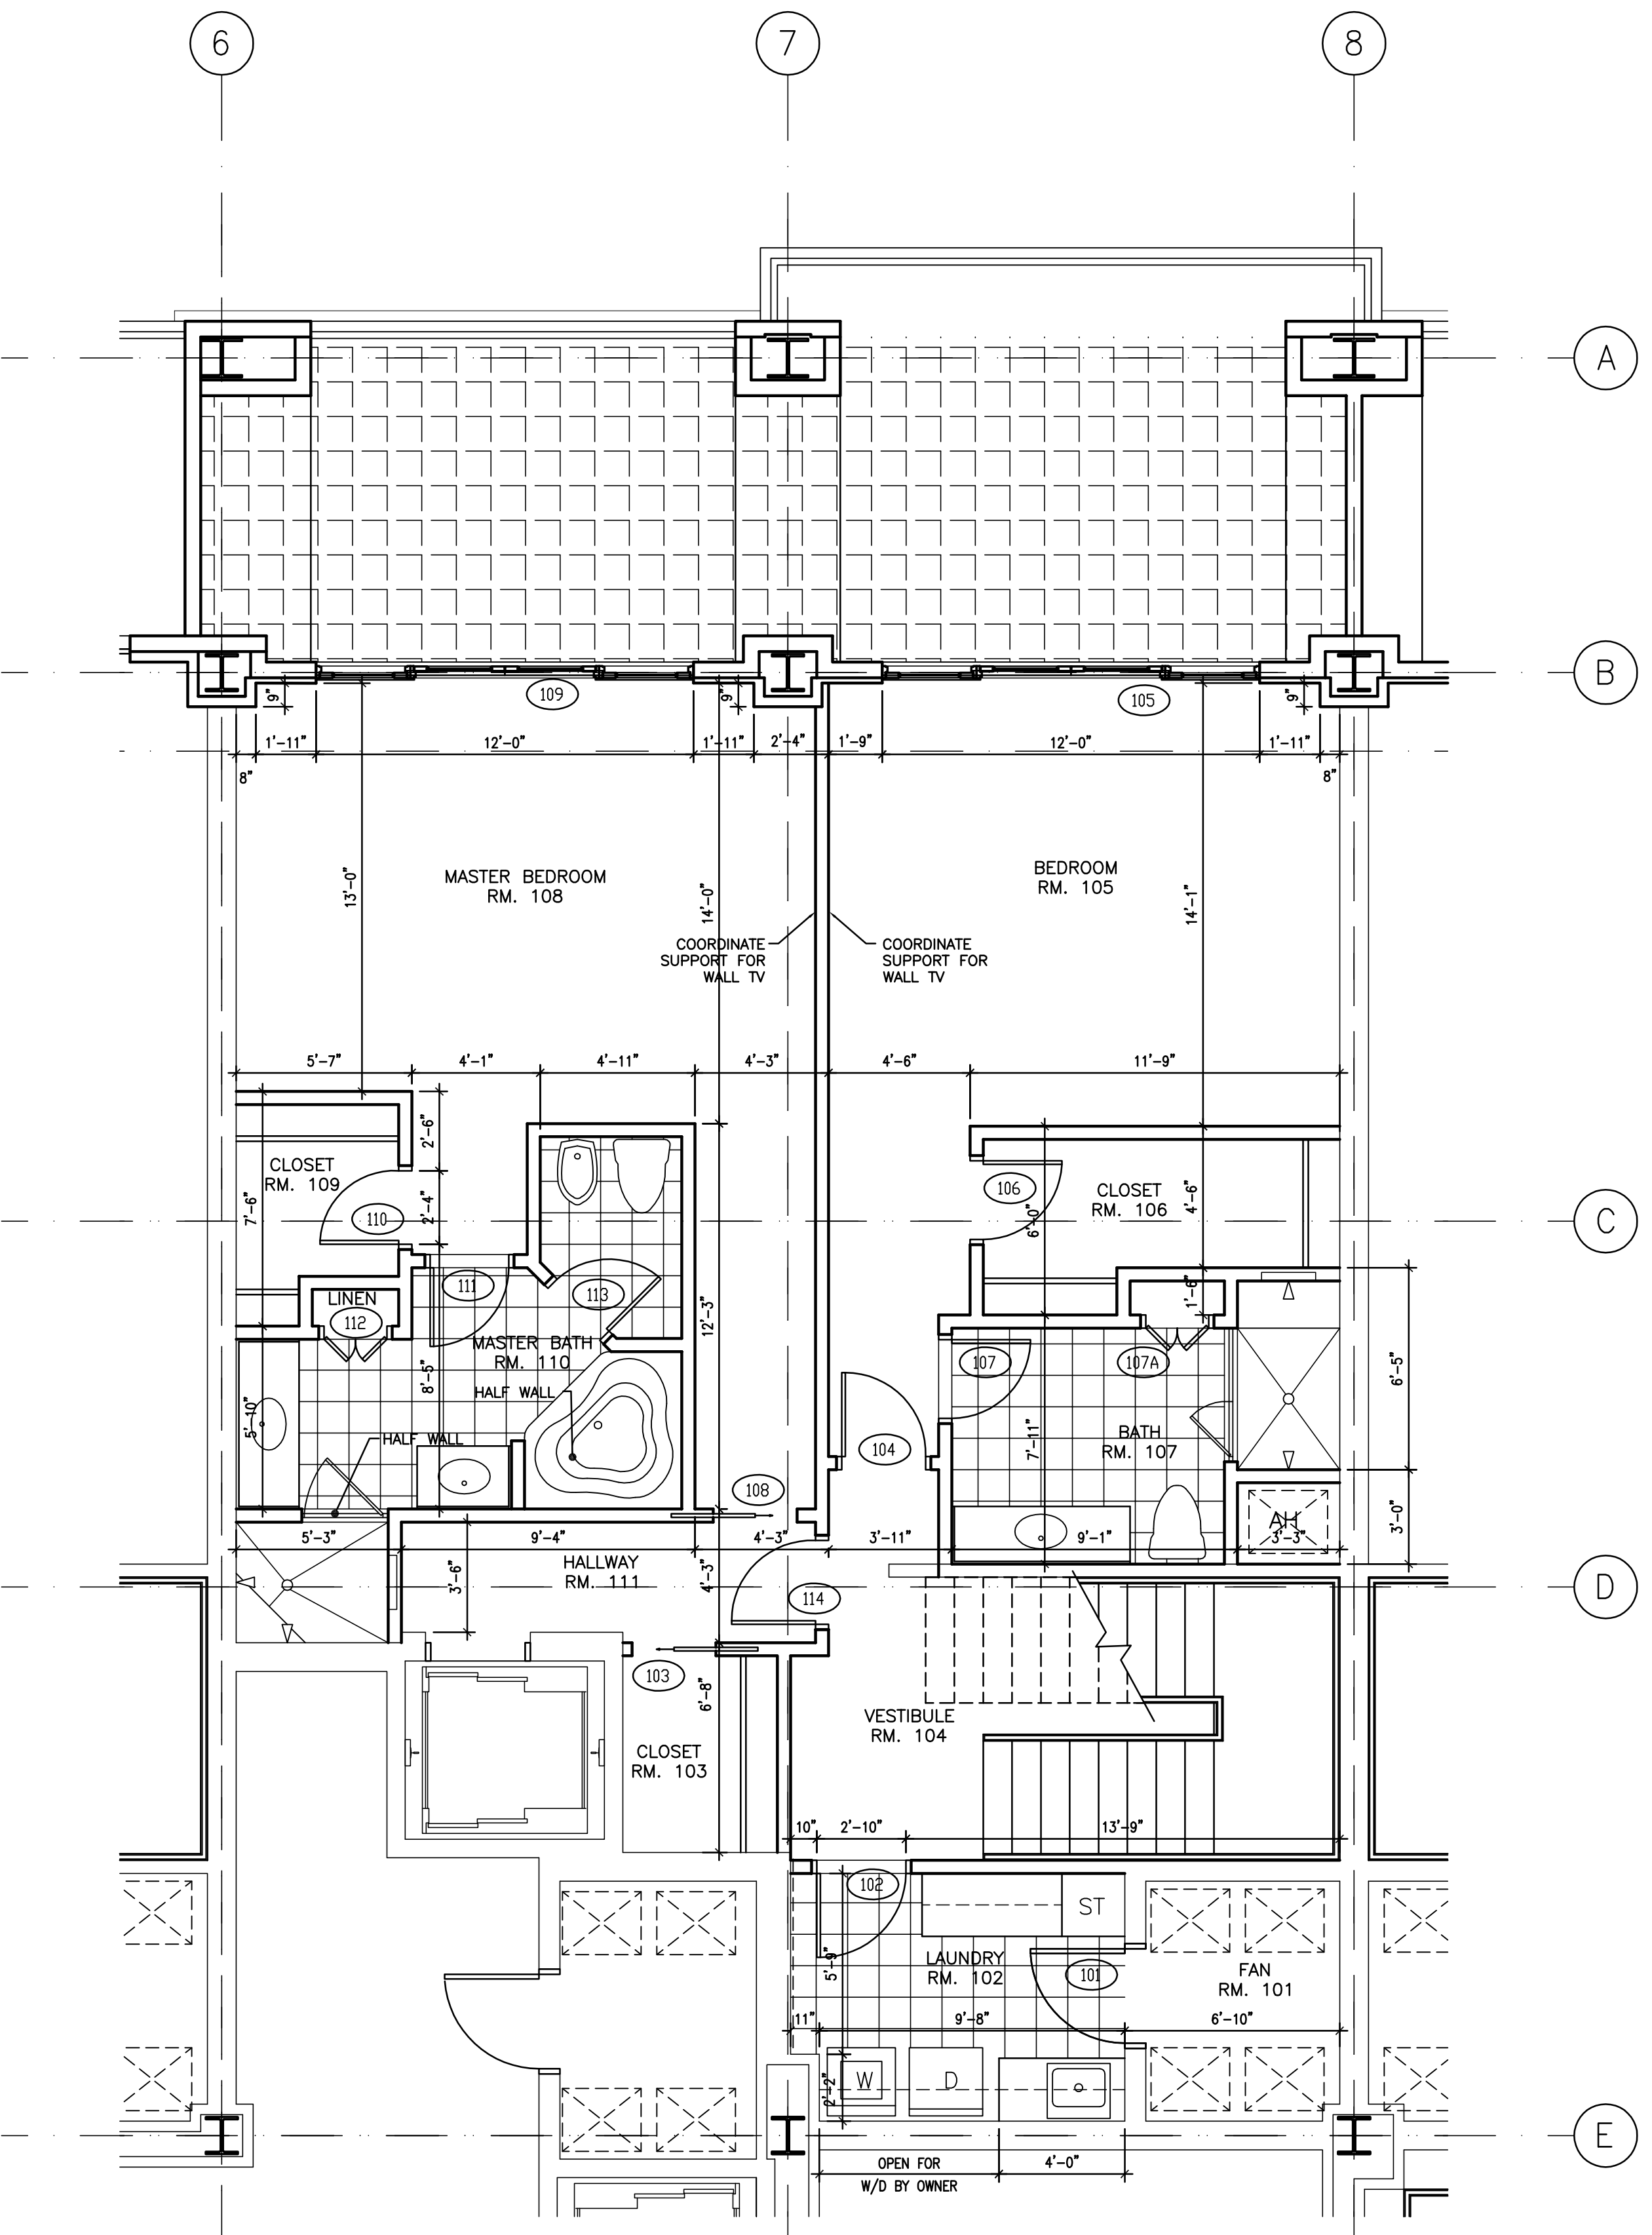 6
7
8
A
B
109
105
9"
9"
9"
1'-11"
12'-0"
1'-11"
2'-4"
1'-9"
12'-0"
1'-11"
8"
8"
13'-0"
MASTER BEDROOM
RM. 108
14'-0"
BEDROOM
RM. 105
14'-1"
COORDINATE
SUPPORT FOR
WALL TV
COORDINATE
SUPPORT FOR
WALL TV
5'-7"
4'-1"
4'-11"
4'-3"
4'-6"
11'-9"
2'-6"
CLOSET
RM. 109
7'-6"
110
2'-4"
106
CLOSET
RM. 106
4'-6"
6'-0"
C
111
113
LINEN
112
1'-6"
12'-3"
MASTER BATH
RM. 110
107
107A
6'-5"
8'-5"
HALF WALL
5'-10"
HALF WALL
104
BATH
RM. 107
7'-11"
108
AH
3'-0"
5'-3"
9'-4"
4'-3"
3'-11"
9'-1"
3'-3"
HALLWAY
RM. 111
3'-6"
4'-3"
114
D
103
6'-8"
VESTIBULE
RM. 104
CLOSET
RM. 103
10"
2'-10"
13'-9"
102
ST
LAUNDRY
RM. 102
5'-9"
101
FAN
RM. 101
11"
9'-8"
6'-10"
W
D
2'-2"
E
OPEN FOR
W/D BY OWNER
4'-0"